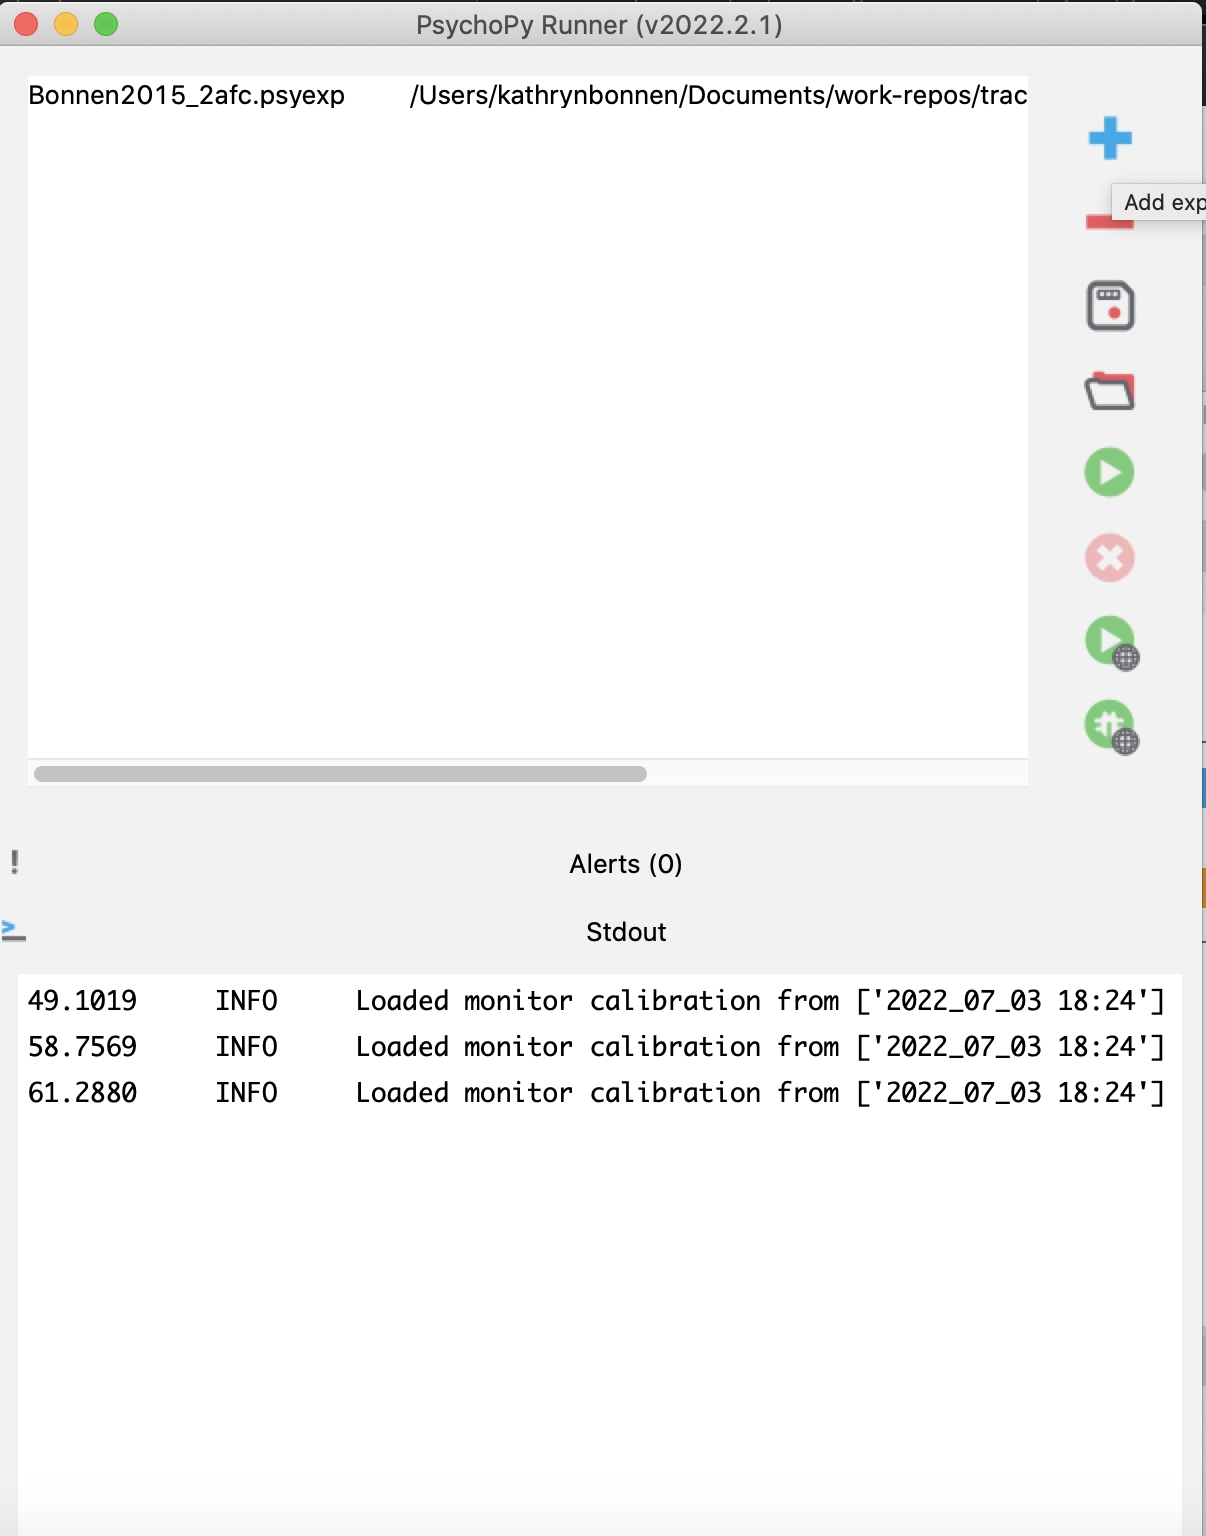 PsychoPy Runner (v2022.2.1)
Bonnen2015_2afc.psyexp /Users/kathrynbonnen/Documents/work-repos/trac
Add exp
Alerts (0)
Stdout
49.1019 INFO Loaded monitor calibration from ['2022_07_03 18:24']
58.7569 INFO Loaded monitor calibration from ['2022_07_03 18:24']
61.2880 INFO Loaded monitor calibration from ['2022_07_03 18:24']